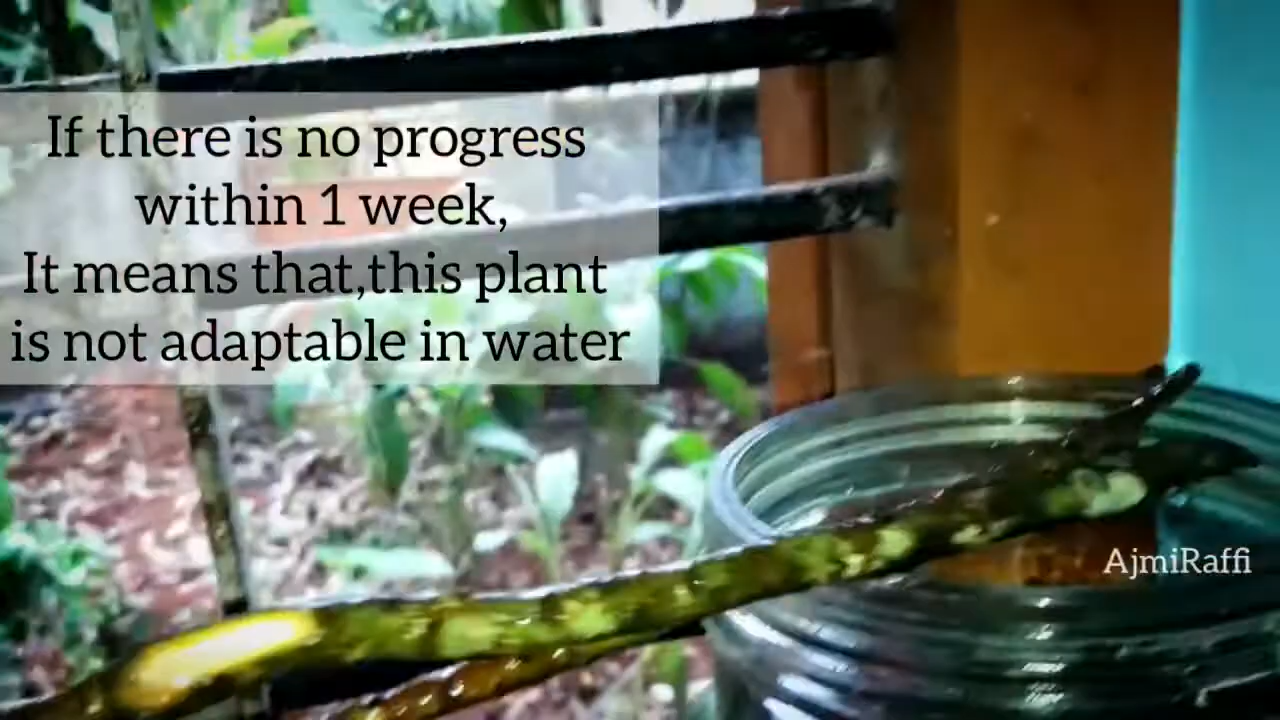 If there is no progress
within 1 week,
It means that,this plant
is not adaptable in water
AjmiRaffi